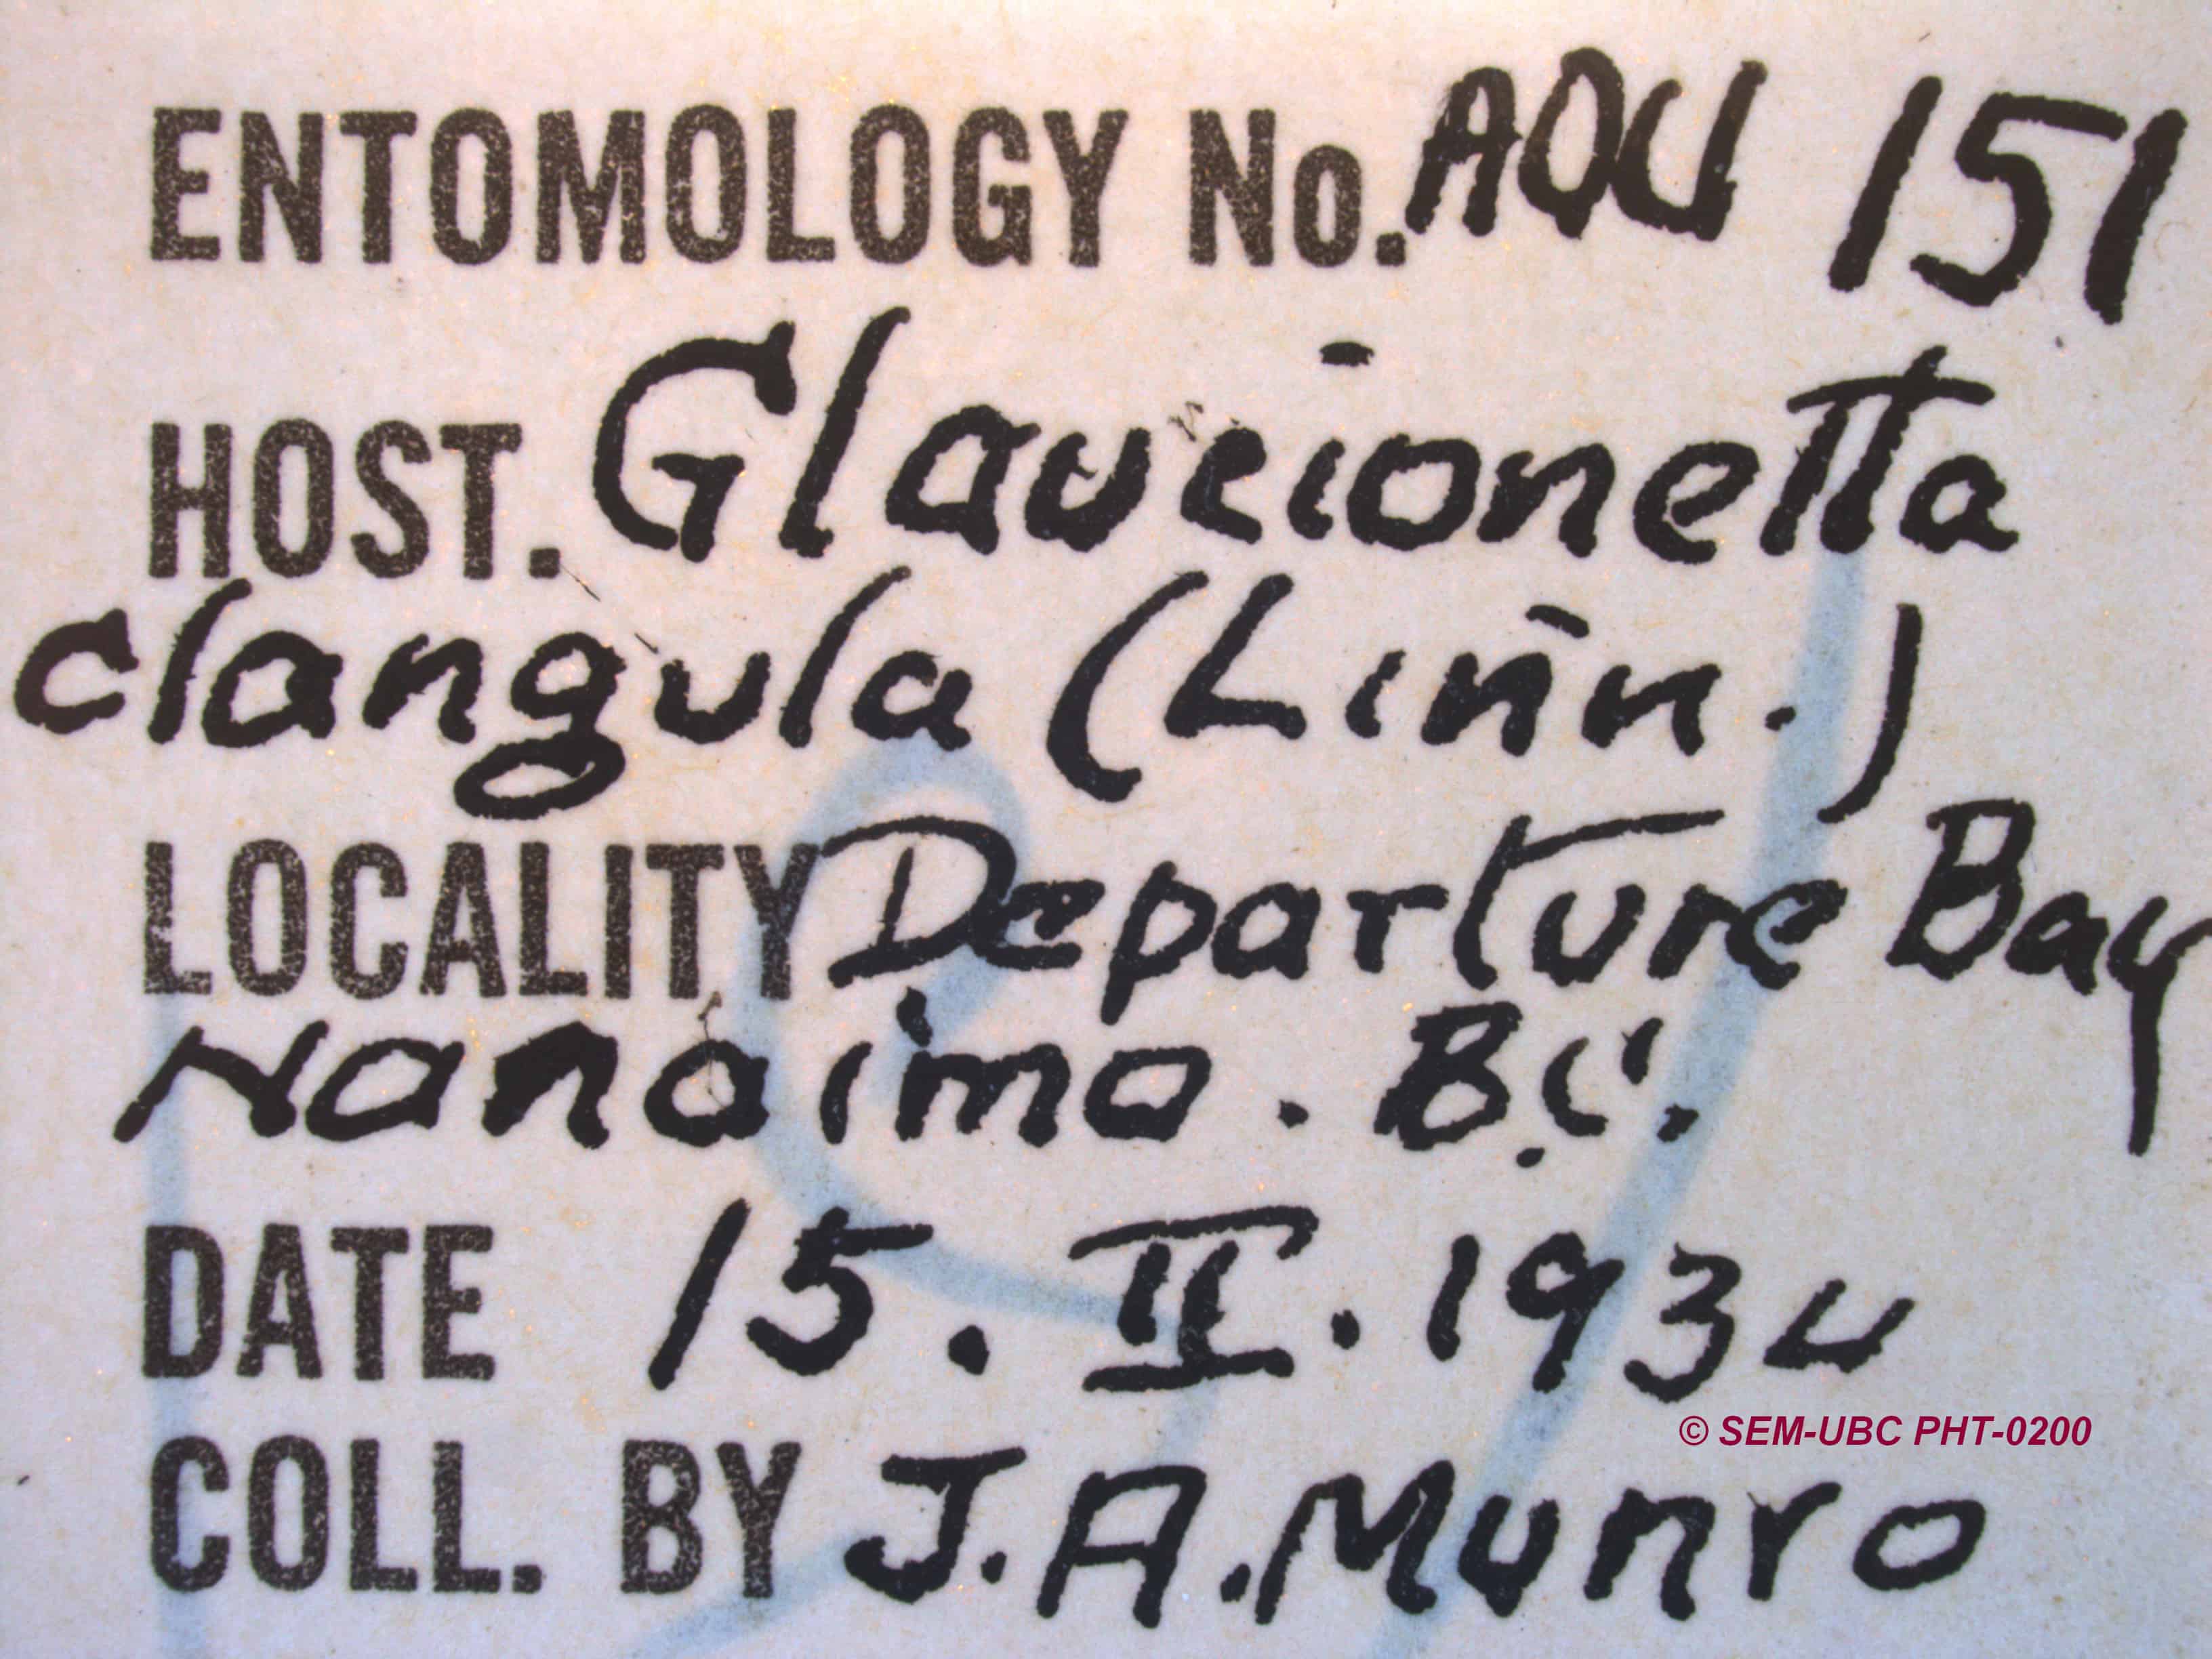 ENTOMOLOGY No. AOU 151
HOST. Glaucionetta
clangula (Linn.)
LOCALITY Departure Bay
Nanaimo. B.C.
DATE 15. II. 1934
© SEM-UBC PHT-0200
COLL. BY J.A. Munro